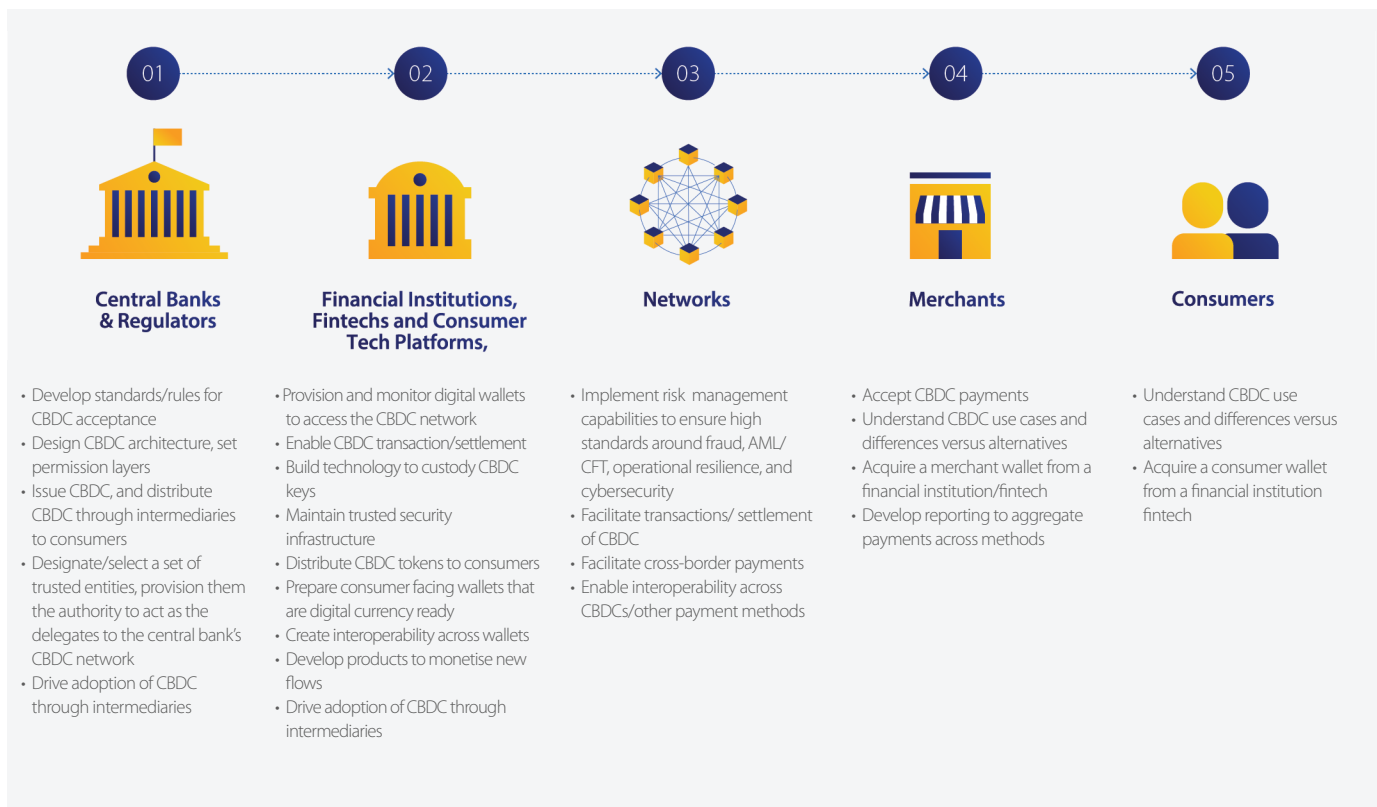 01
02
03
04
05
Central Banks
& Regulators
• Develop standards/rules for
CBDC acceptance
• Design CBDC architecture, set
permission layers
• Issue CBDC, and distribute
CBDC through intermediaries
to consumers
• Designate/select a set of
trusted entities, provision them
the authority to act as the
delegates to the central bank's
CBDC network
• Drive adoption of CBDC
through intermediaries
Financial Institutions,
Fintechs and Consumer
Tech Platforms,
• Provision and monitor digital wallets
to access the CBDC network
• Enable CBDC transaction/settlement
• Build technology to custody CBDC
keys
• Maintain trusted security
infrastructure
• Distribute CBDC tokens to consumers
• Prepare consumer facing wallets that
are digital currency ready
• Create interoperability across wallets
• Develop products to monetise new
flows
• Drive adoption of CBDC through
intermediaries
Networks
• Implement risk management
capabilities to ensure high
standards around fraud, AML/
CFT, operational resilience, and
cybersecurity
• Facilitate transactions/ settlement
of CBDC
• Facilitate cross-border payments
• Enable interoperability across
CBDCs/other payment methods
Merchants
• Accept CBDC payments
• Understand CBDC use cases and
differences versus alternatives
• Acquire a merchant wallet from a
financial institution/fintech
• Develop reporting to aggregate
payments across methods
Consumers
• Understand CBDC use
cases and differences versus
alternatives
• Acquire a consumer wallet
from a financial institution
fintech